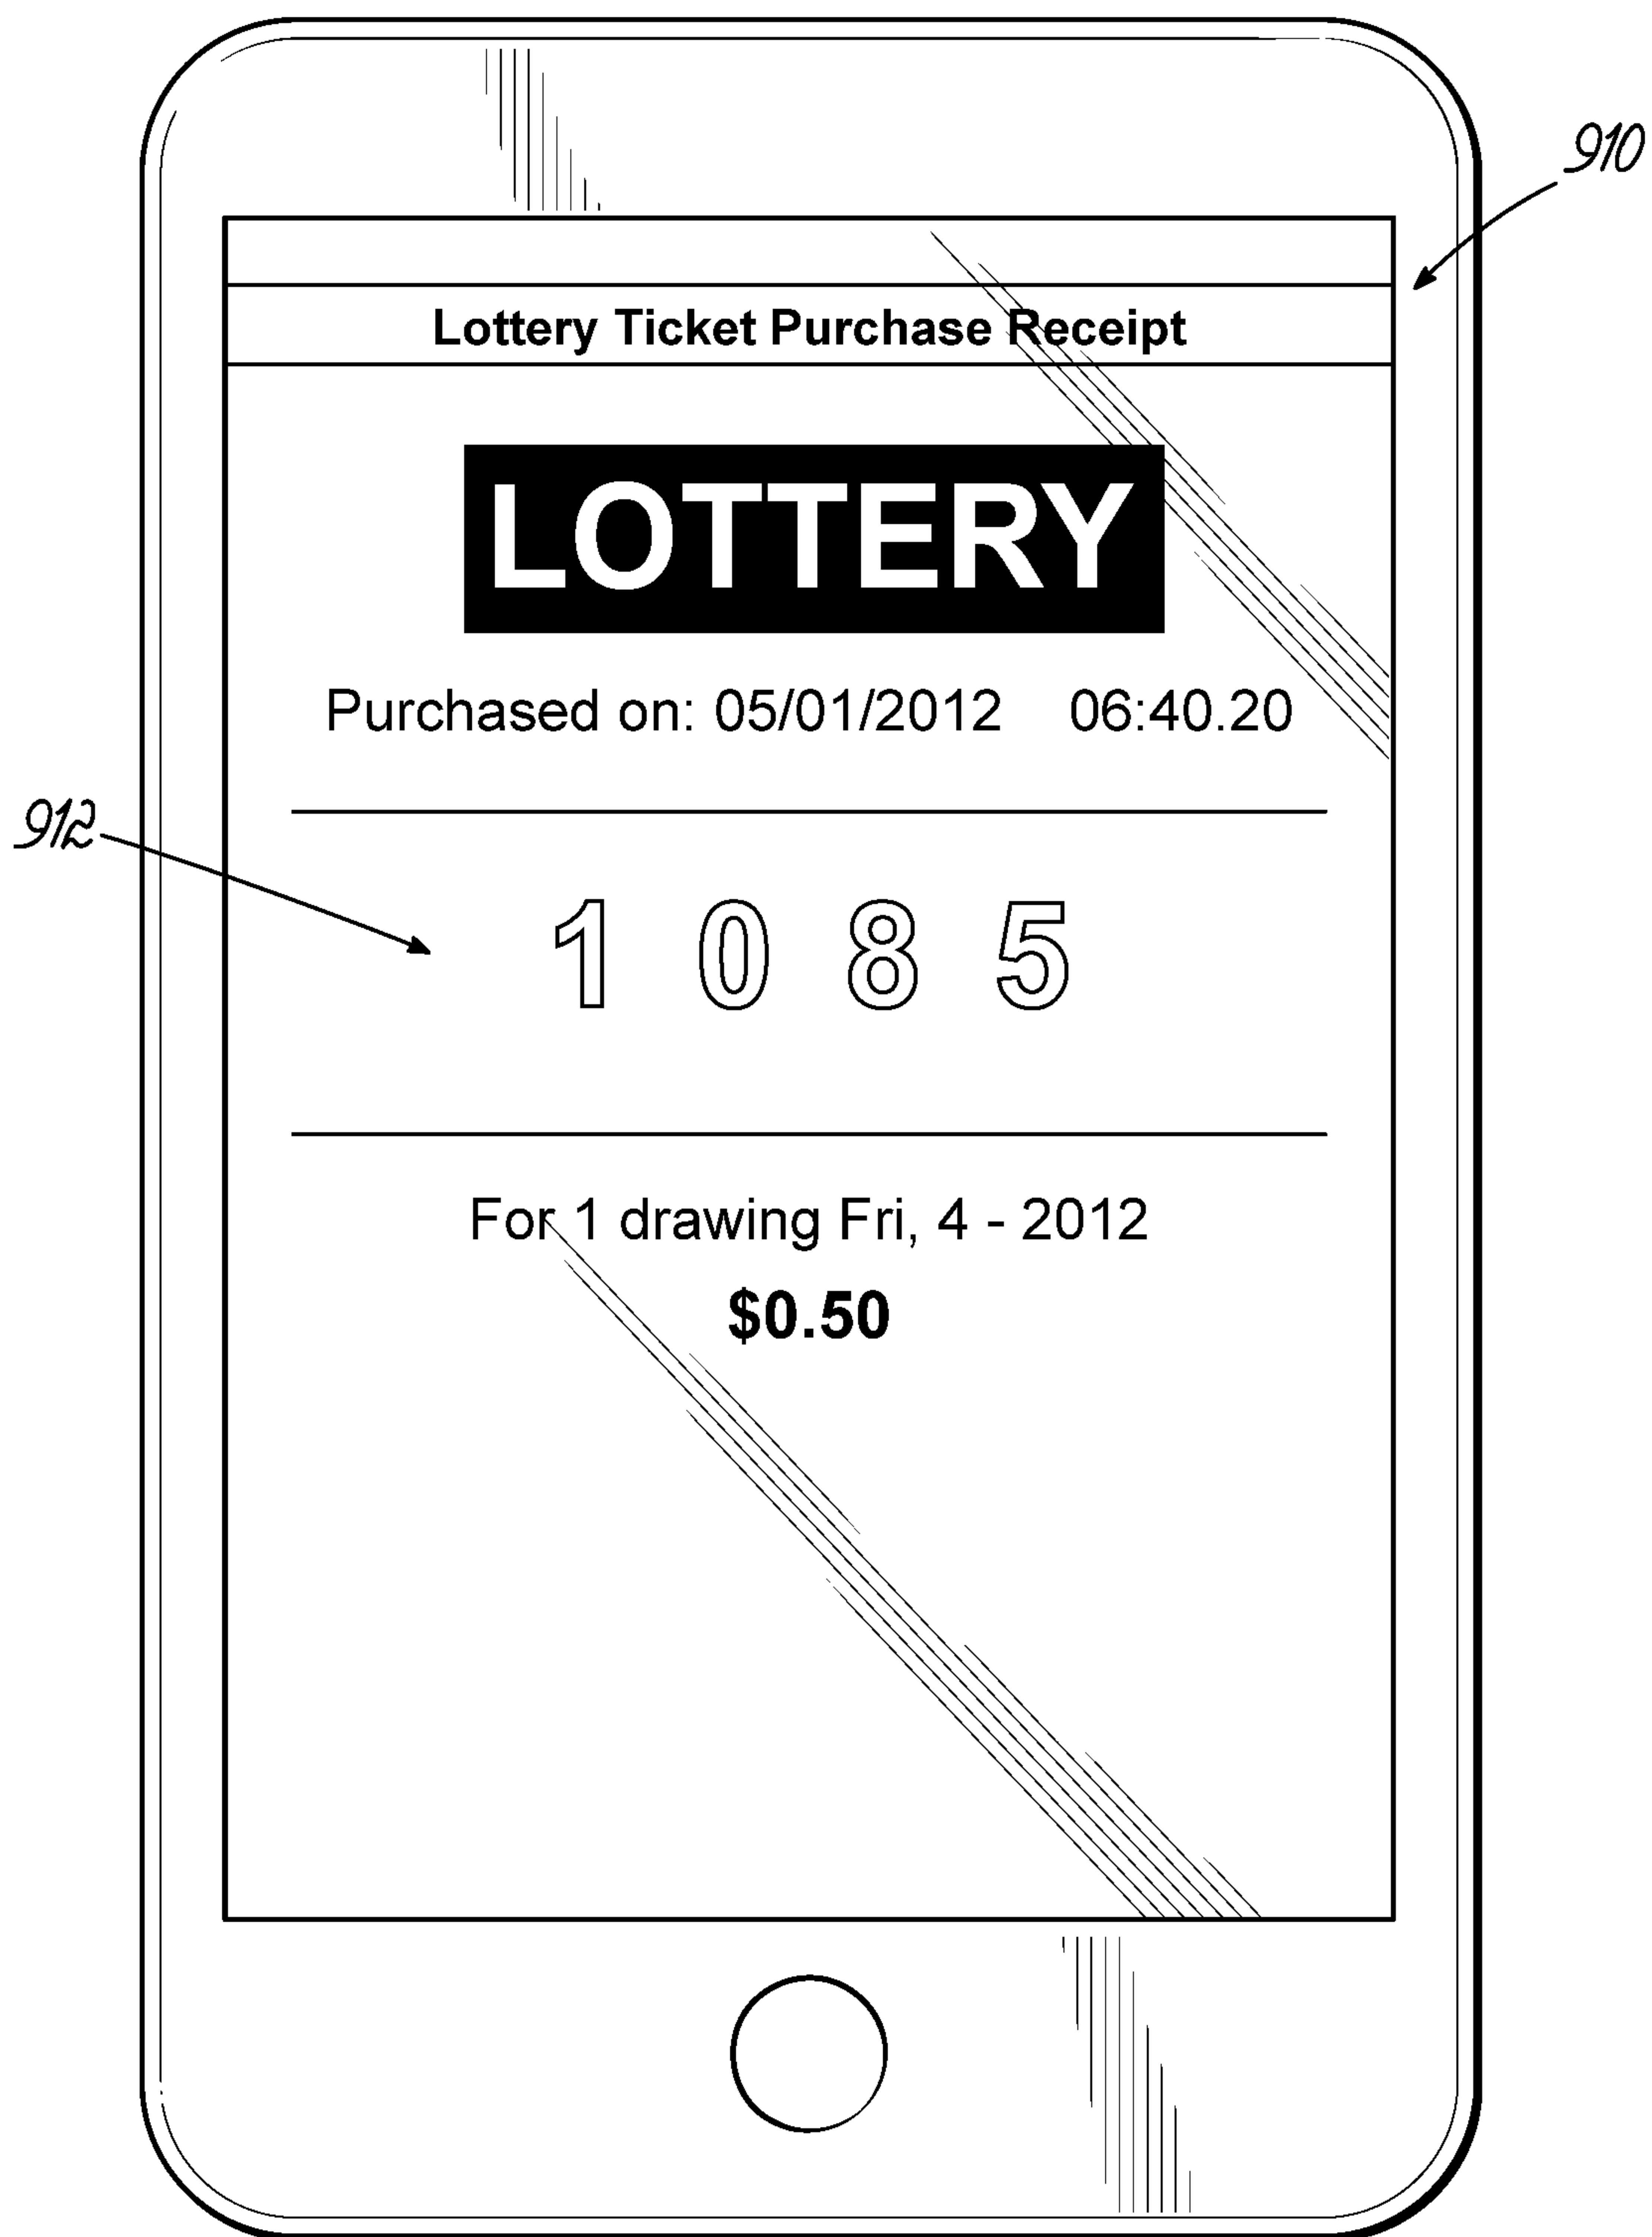 910
Lottery Ticket Purchase Receipt
LOTTERY
Purchased on: 05/01/2012 06:40.20
912
1 0 8 5
For 1 drawing Fri, 4 - 2012
$0.50